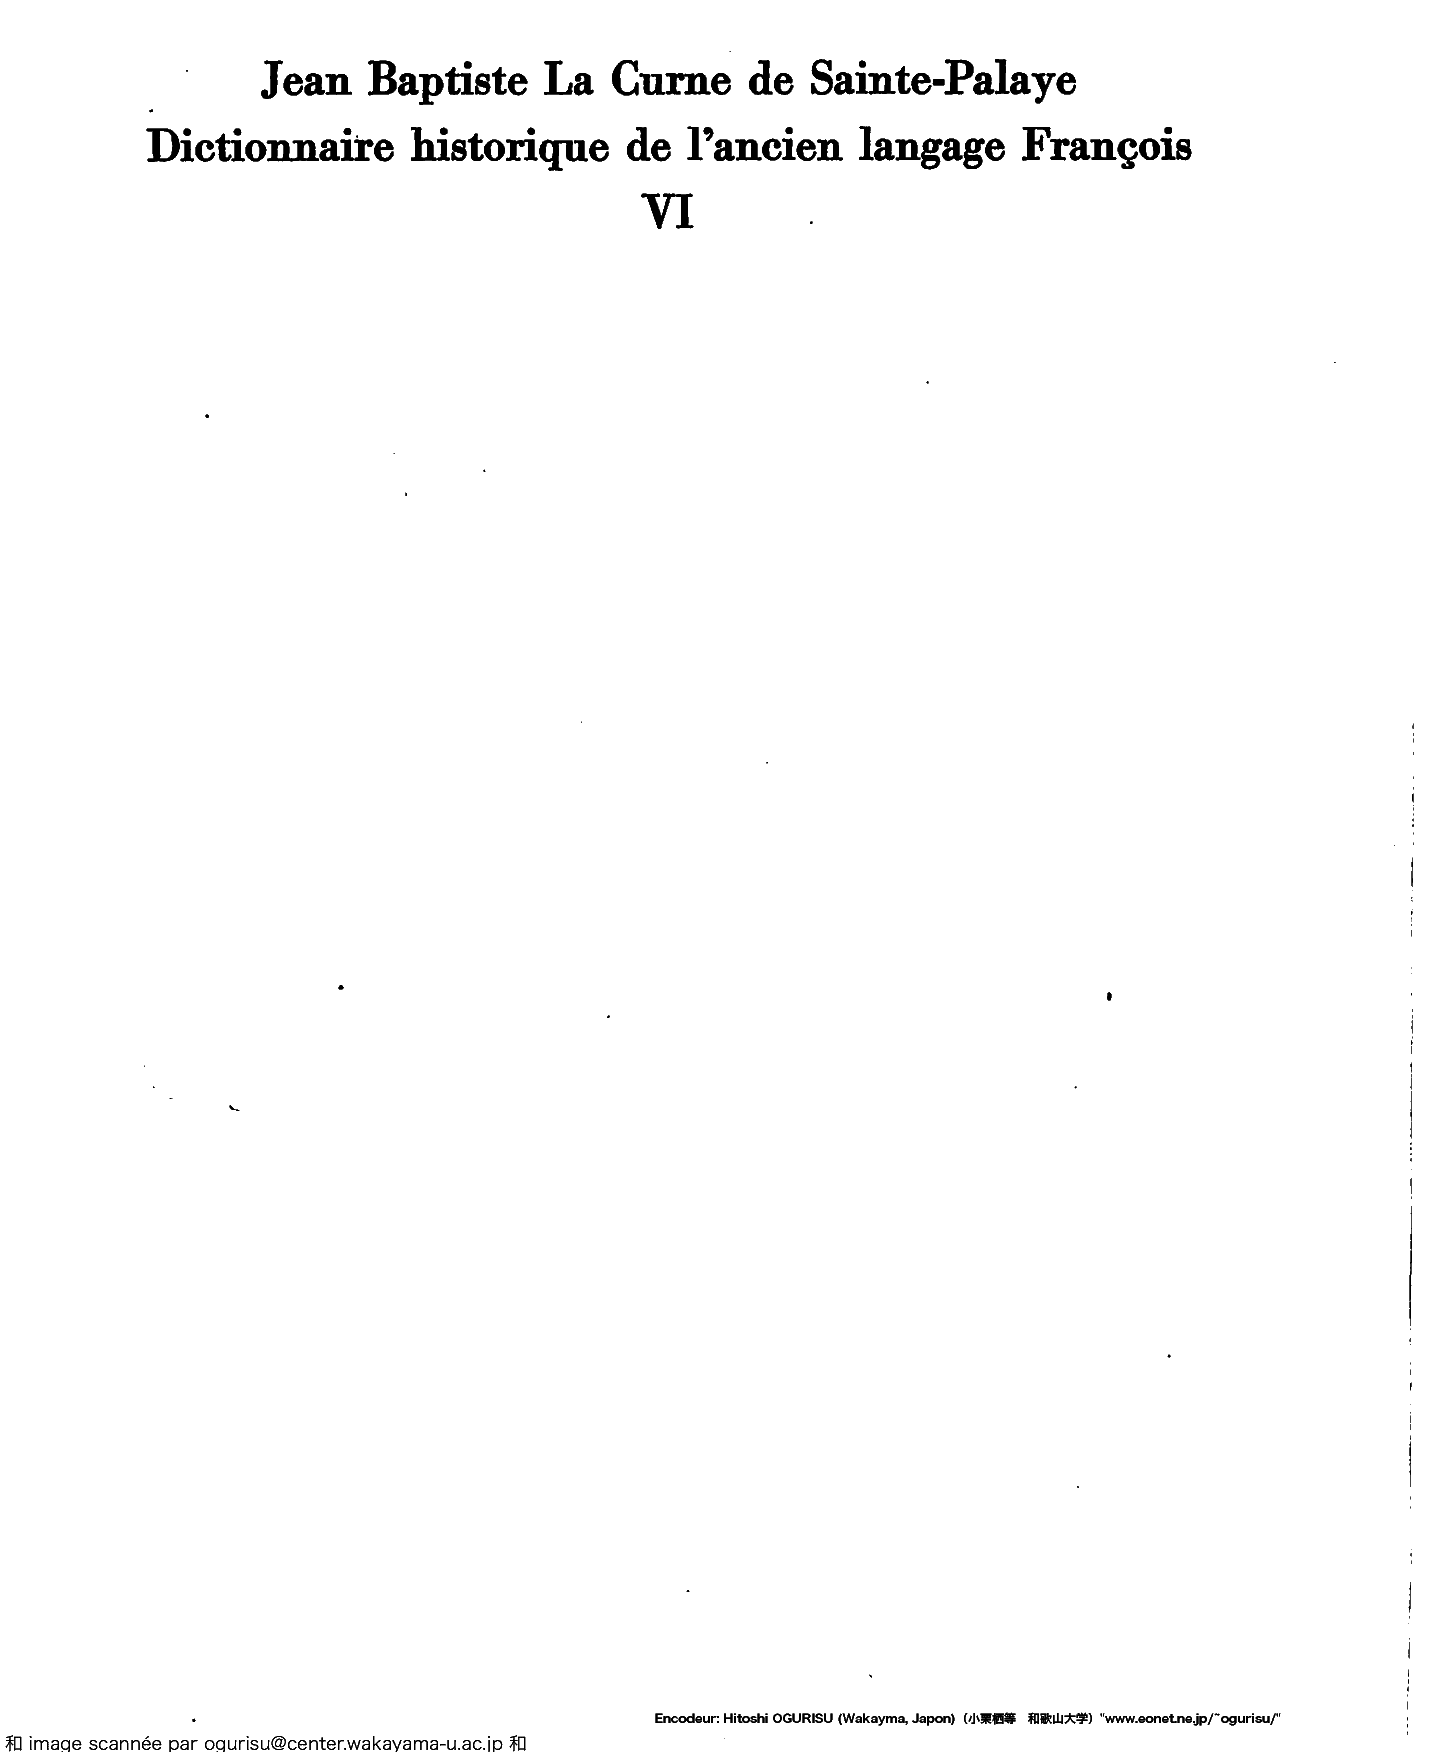 Jean Baptiste La Curne de Sainte-Palaye
Dictionnaire historique de l'ancien langage François
VI
Encodeur: Hitoshi OGURISU (Wakayma, Japon)（小栗栖等　和歌山大学）"www.eonet.ne.jp/~ogurisu/"
和 image scannée par ogurisu@center.wakayama-u.ac.jp 和